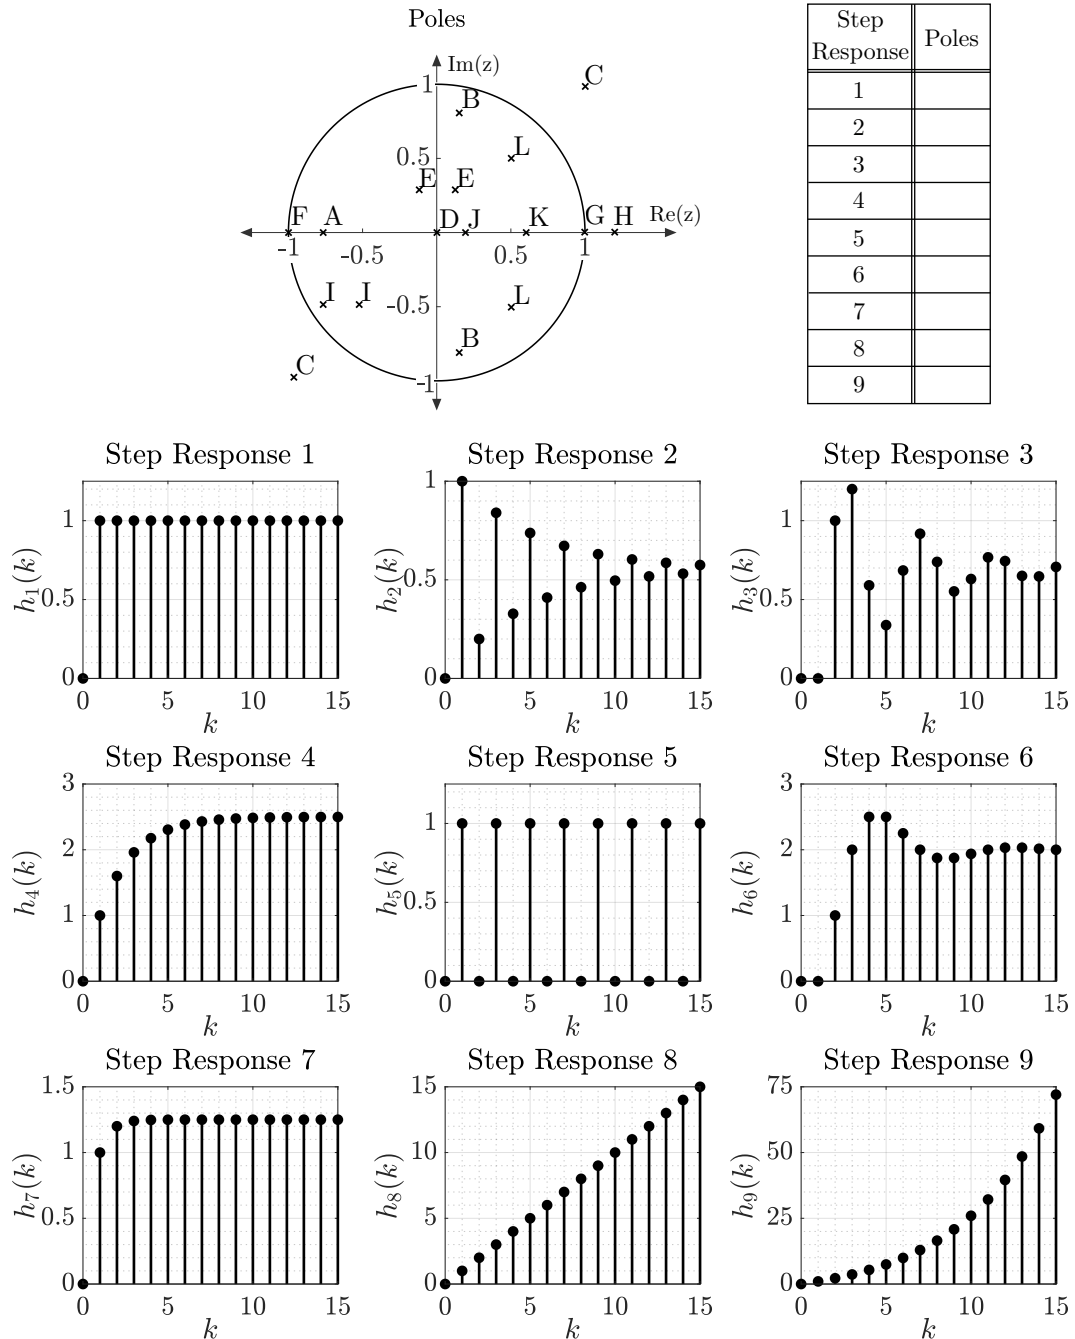 Poles
Im(z)
Re(z)
1
0.5
-0.5
-1
-1
-0.5
0.5
1
C
B
L
E
E
F
A
D
J
K
G
H
I
I
L
B
C
Step
Response
Poles
1
2
3
4
5
6
7
8
9
Step Response 1
h₁(k)
1
0.5
0
0 5 10 15
k
Step Response 2
h₂(k)
1
0.5
0
0 5 10 15
k
Step Response 3
h₃(k)
1
0.5
0
0 5 10 15
k
Step Response 4
h₄(k)
3
2
1
0
0 5 10 15
k
Step Response 5
h₅(k)
1
0.5
0
0 5 10 15
k
Step Response 6
h₆(k)
3
2
1
0
0 5 10 15
k
Step Response 7
h₇(k)
1.5
1
0.5
0
0 5 10 15
k
Step Response 8
h₈(k)
15
10
5
0
0 5 10 15
k
Step Response 9
h₉(k)
75
50
25
0
0 5 10 15
k